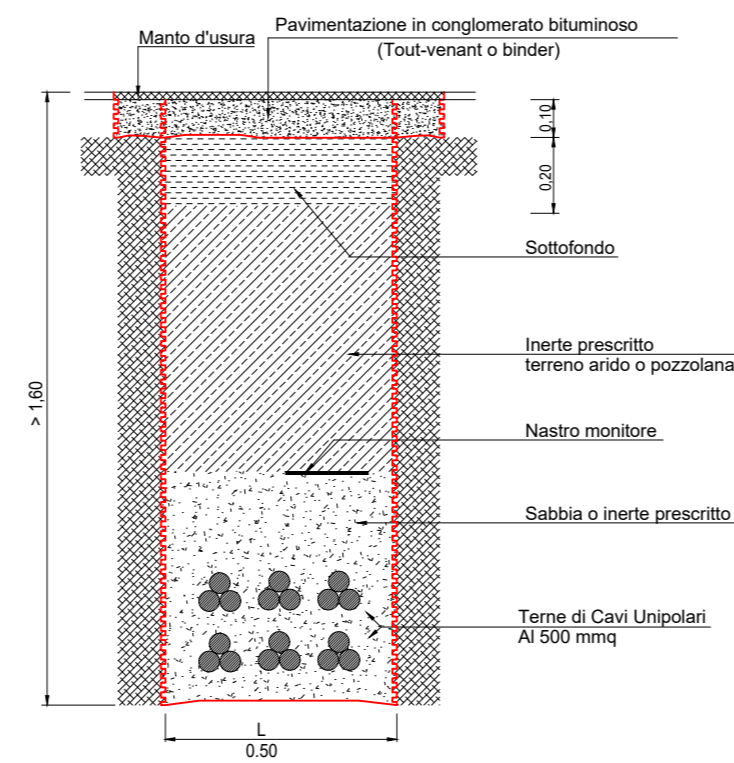 Pavimentazione in conglomerato bituminoso
(Tout-venant o binder)
Manto d'usura
0,10
0,20
Sottofondo
Inerte prescritto
terreno arido o pozzolana
> 1,60
Nastro monitore
Sabbia o inerte prescritto
Terne di Cavi Unipolari
Al 500 mmq
L
0.50